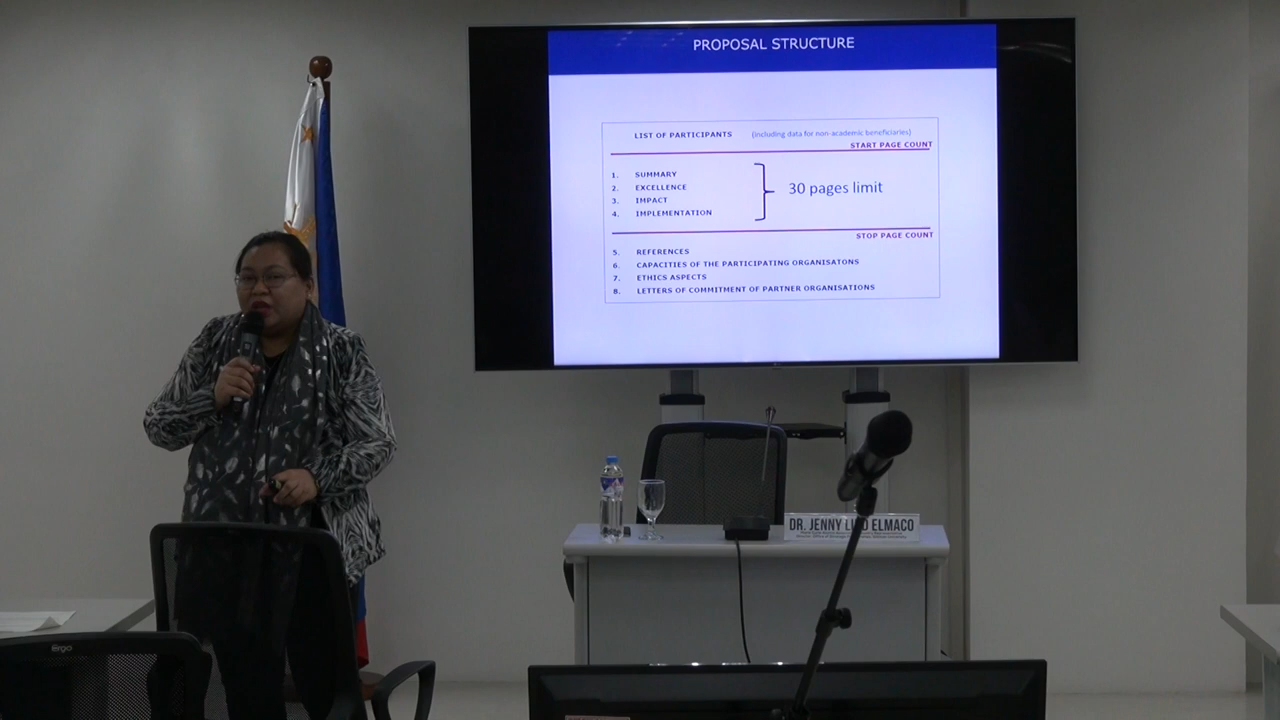 PROPOSAL STRUCTURE
LIST OF PARTICIPANTS (including data for non-academic beneficiaries)
START PAGE COUNT
1. SUMMARY
2. EXCELLENCE
3. IMPACT
4. IMPLEMENTATION
30 pages limit
STOP PAGE COUNT
5. REFERENCES
6. CAPACITIES OF THE PARTICIPATING ORGANISATONS
7. ETHICS ASPECTS
8. LETTERS OF COMMITMENT OF PARTNER ORGANISATIONS
DR. JENNY ELMACO
ergo